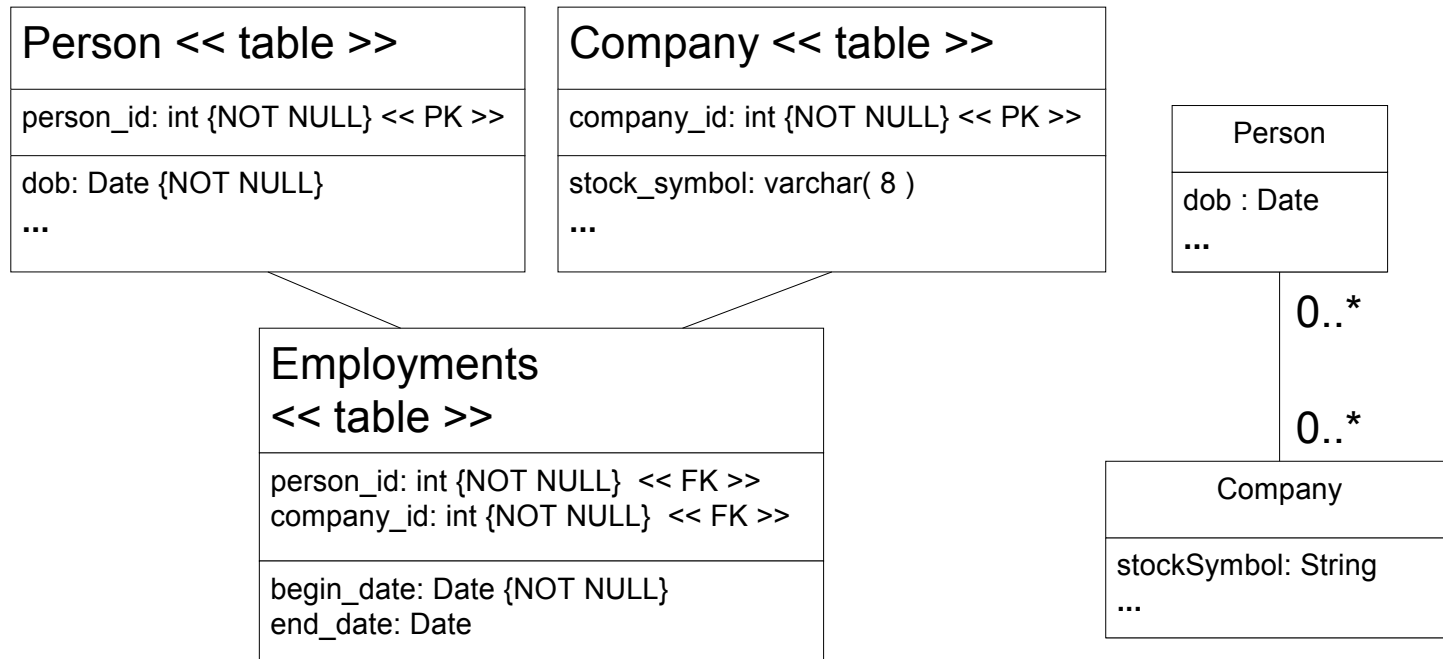 Person << table >>
person_id: int {NOT NULL} << PK >>
dob: Date {NOT NULL}
...
Company << table >>
company_id: int {NOT NULL} << PK >>
stock_symbol: varchar( 8 )
...
Employments
<< table >>
person_id: int {NOT NULL}  << FK >>
company_id: int {NOT NULL}  << FK >>
begin_date: Date {NOT NULL}
end_date: Date
Person
dob : Date
...
0..*
0..*
Company
stockSymbol: String
...